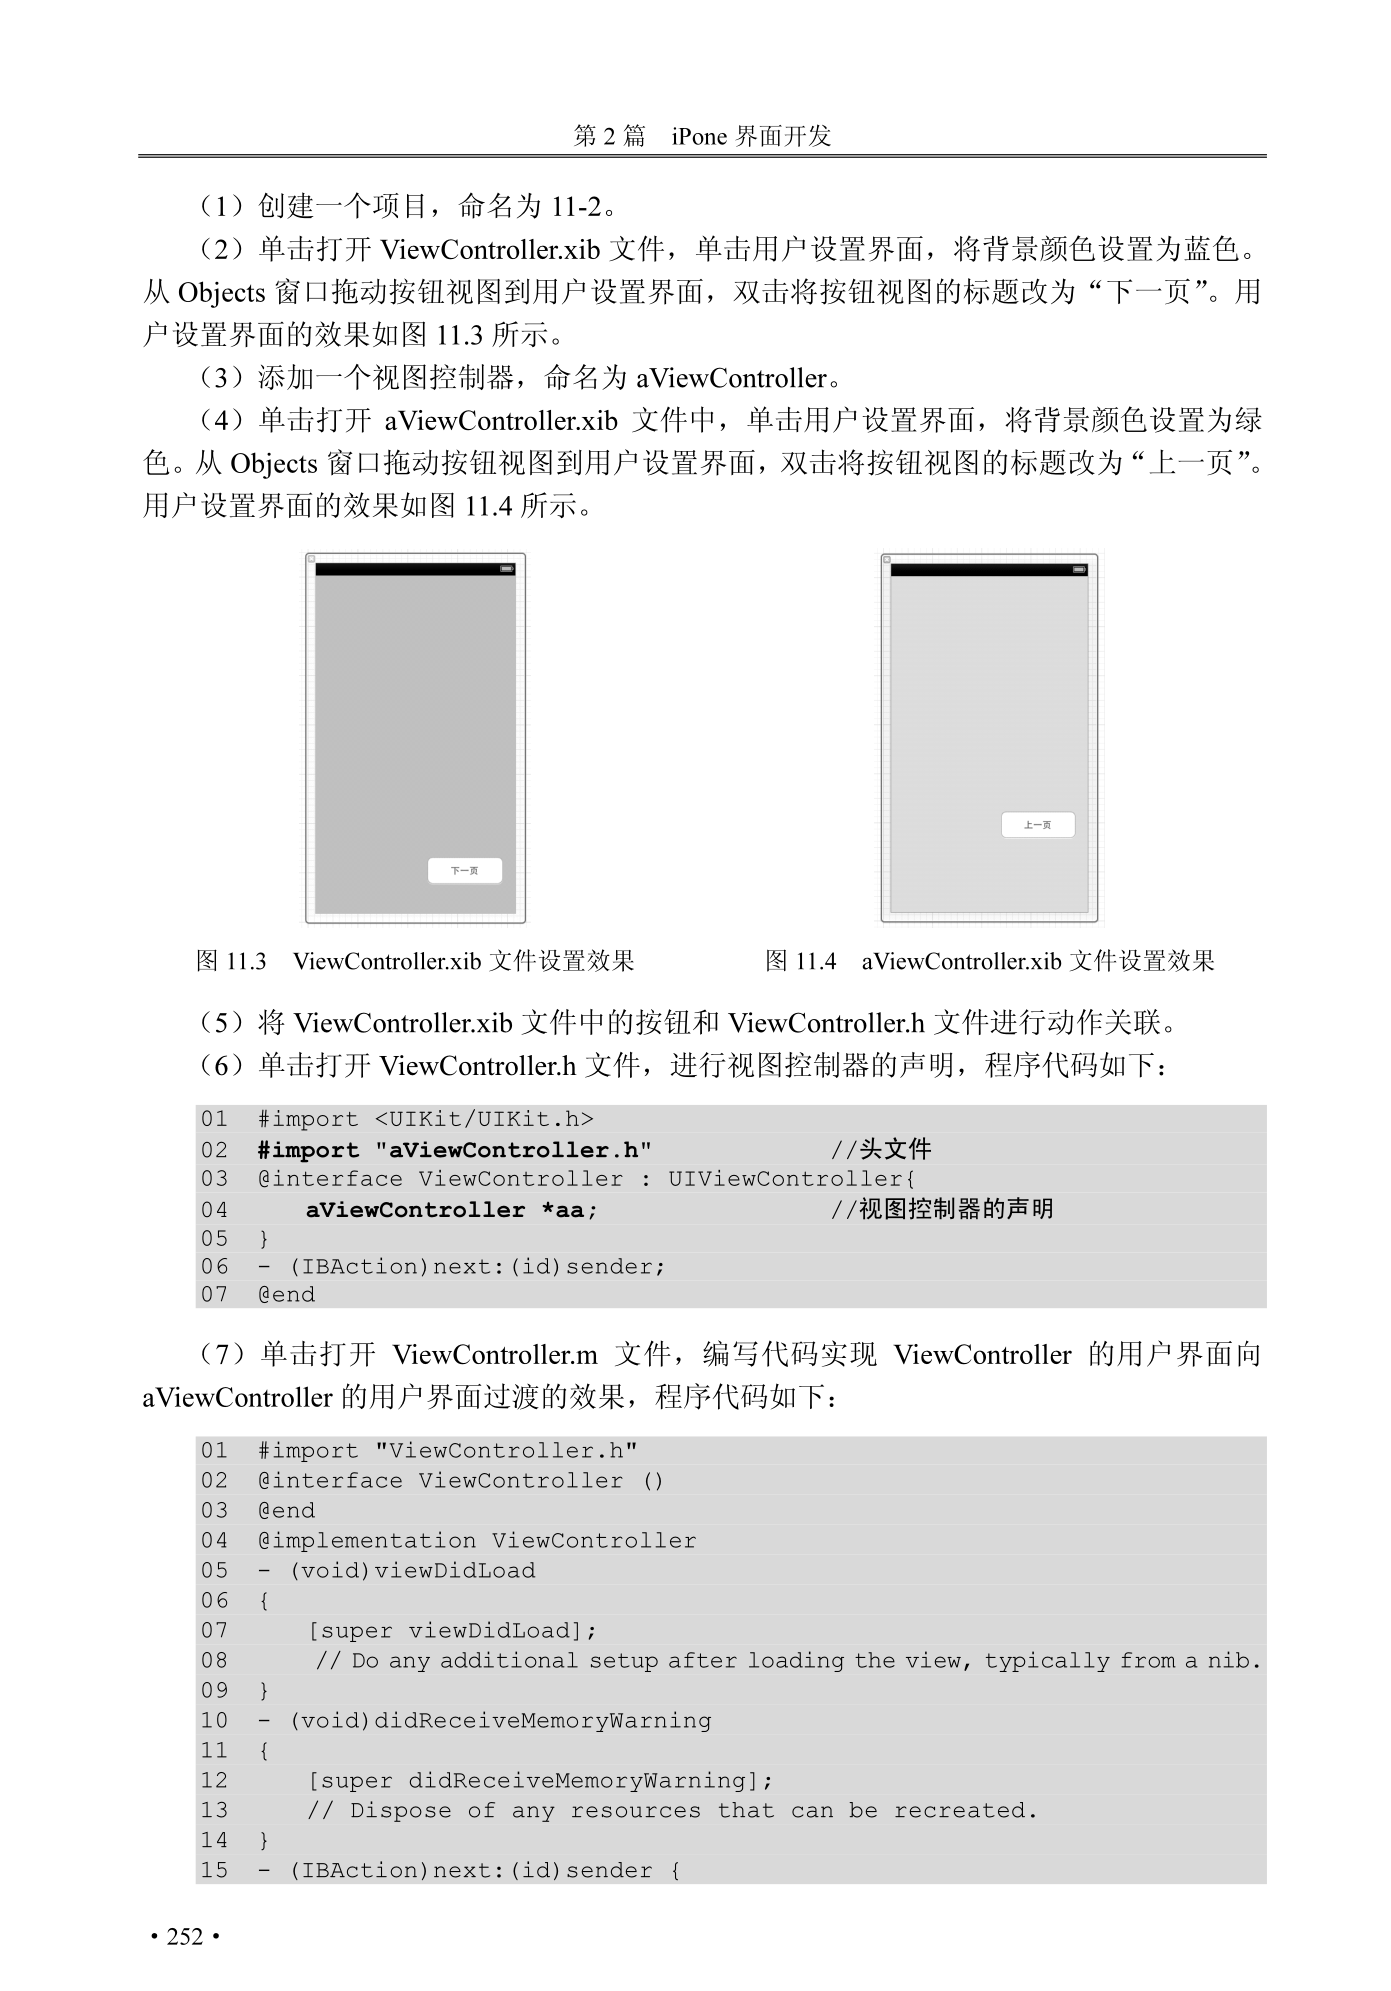 第 2 篇 iPone 界面开发
（1）创建一个项目，命名为 11-2。
（2）单击打开 ViewController.xib 文件，单击用户设置界面，将背景颜色设置为蓝色。
从 Objects 窗口拖动按钮视图到用户设置界面，双击将按钮视图的标题改为“下一页”。用
户设置界面的效果如图 11.3 所示。
（3）添加一个视图控制器，命名为 aViewController。
（4）单击打开 aViewController.xib 文件中，单击用户设置界面，将背景颜色设置为绿
色。从 Objects 窗口拖动按钮视图到用户设置界面，双击将按钮视图的标题改为“上一页”。
用户设置界面的效果如图 11.4 所示。
下一页
上一页
图 11.3 ViewController.xib 文件设置效果
图 11.4 aViewController.xib 文件设置效果
（5）将 ViewController.xib 文件中的按钮和 ViewController.h 文件进行动作关联。
（6）单击打开 ViewController.h 文件，进行视图控制器的声明，程序代码如下：
01 #import <UIKit/UIKit.h>
02 #import "aViewController.h" //头文件
03 @interface ViewController : UIViewController{
04 aViewController *aa; //视图控制器的声明
05 }
06 - (IBAction)next:(id)sender;
07 @end
（7）单击打开 ViewController.m 文件，编写代码实现 ViewController 的用户界面向
aViewController 的用户界面过渡的效果，程序代码如下：
01 #import "ViewController.h"
02 @interface ViewController ()
03 @end
04 @implementation ViewController
05 - (void)viewDidLoad
06 {
07 [super viewDidLoad];
08 // Do any additional setup after loading the view, typically from a nib.
09 }
10 - (void)didReceiveMemoryWarning
11 {
12 [super didReceiveMemoryWarning];
13 // Dispose of any resources that can be recreated.
14 }
15 - (IBAction)next:(id)sender {
• 252 •